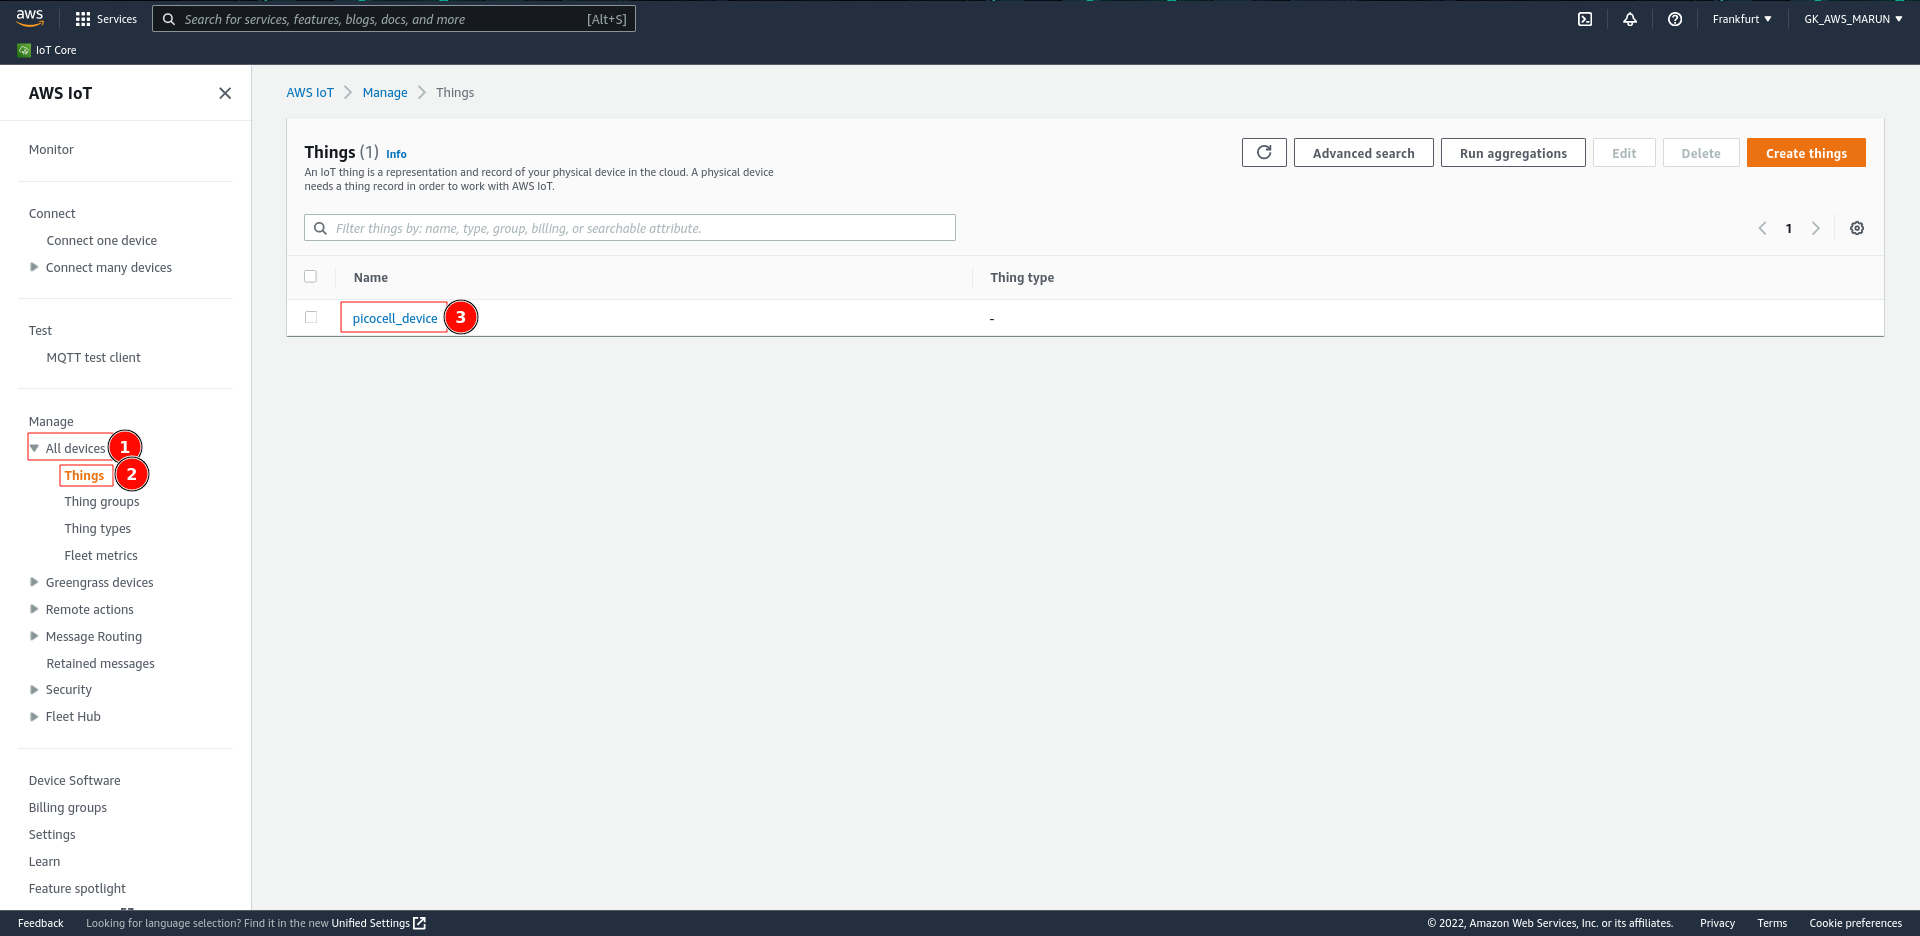 aws
Services
Search for services, features, blogs, docs, and more
[Alt+S]
Frankfurt ▼
GK_AWS_MARUN ▼
IoT Core
AWS IoT
Monitor
Connect
Connect one device
Connect many devices
Test
MQTT test client
Manage
All devices
1
Things
2
Thing groups
Thing types
Fleet metrics
Greengrass devices
Remote actions
Message Routing
Retained messages
Security
Fleet Hub
Device Software
Billing groups
Settings
Learn
Feature spotlight
AWS IoT > Manage > Things
Things (1) Info
An IoT thing is a representation and record of your physical device in the cloud. A physical device
needs a thing record in order to work with AWS IoT.
Advanced search
Run aggregations
Edit
Delete
Create things
Filter things by: name, type, group, billing, or searchable attribute.
1
Name
Thing type
picocell_device
3
-
Feedback
Looking for language selection? Find it in the new Unified Settings
© 2022, Amazon Web Services, Inc. or its affiliates.
Privacy
Terms
Cookie preferences